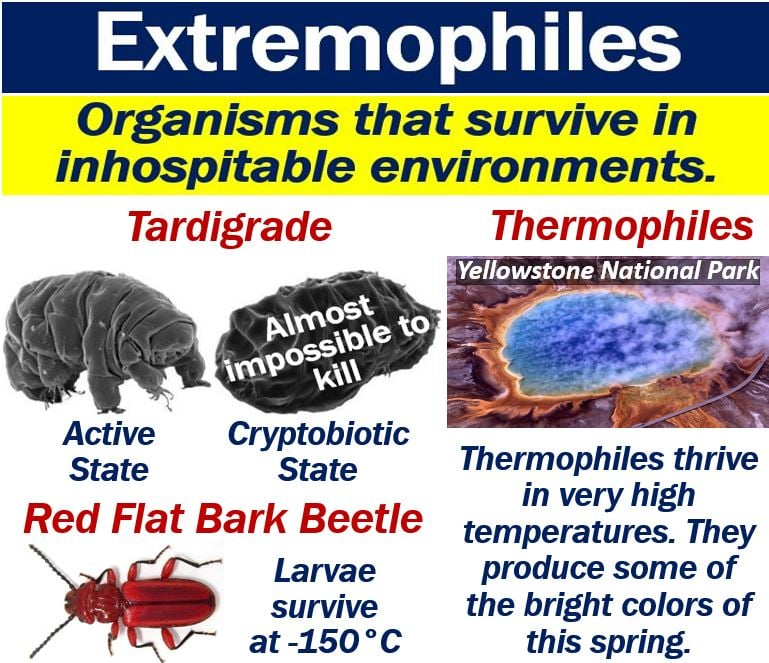 Extremophiles
Organisms that survive in
inhospitable environments.
Tardigrade
Almost
impossible to
kill
Active
State
Cryptobiotic
State
Red Flat Bark Beetle
Larvae
survive
at -150°C
Thermophiles
Yellowstone National Park
Thermophiles thrive
in very high
temperatures. They
produce some of
the bright colors of
this spring.